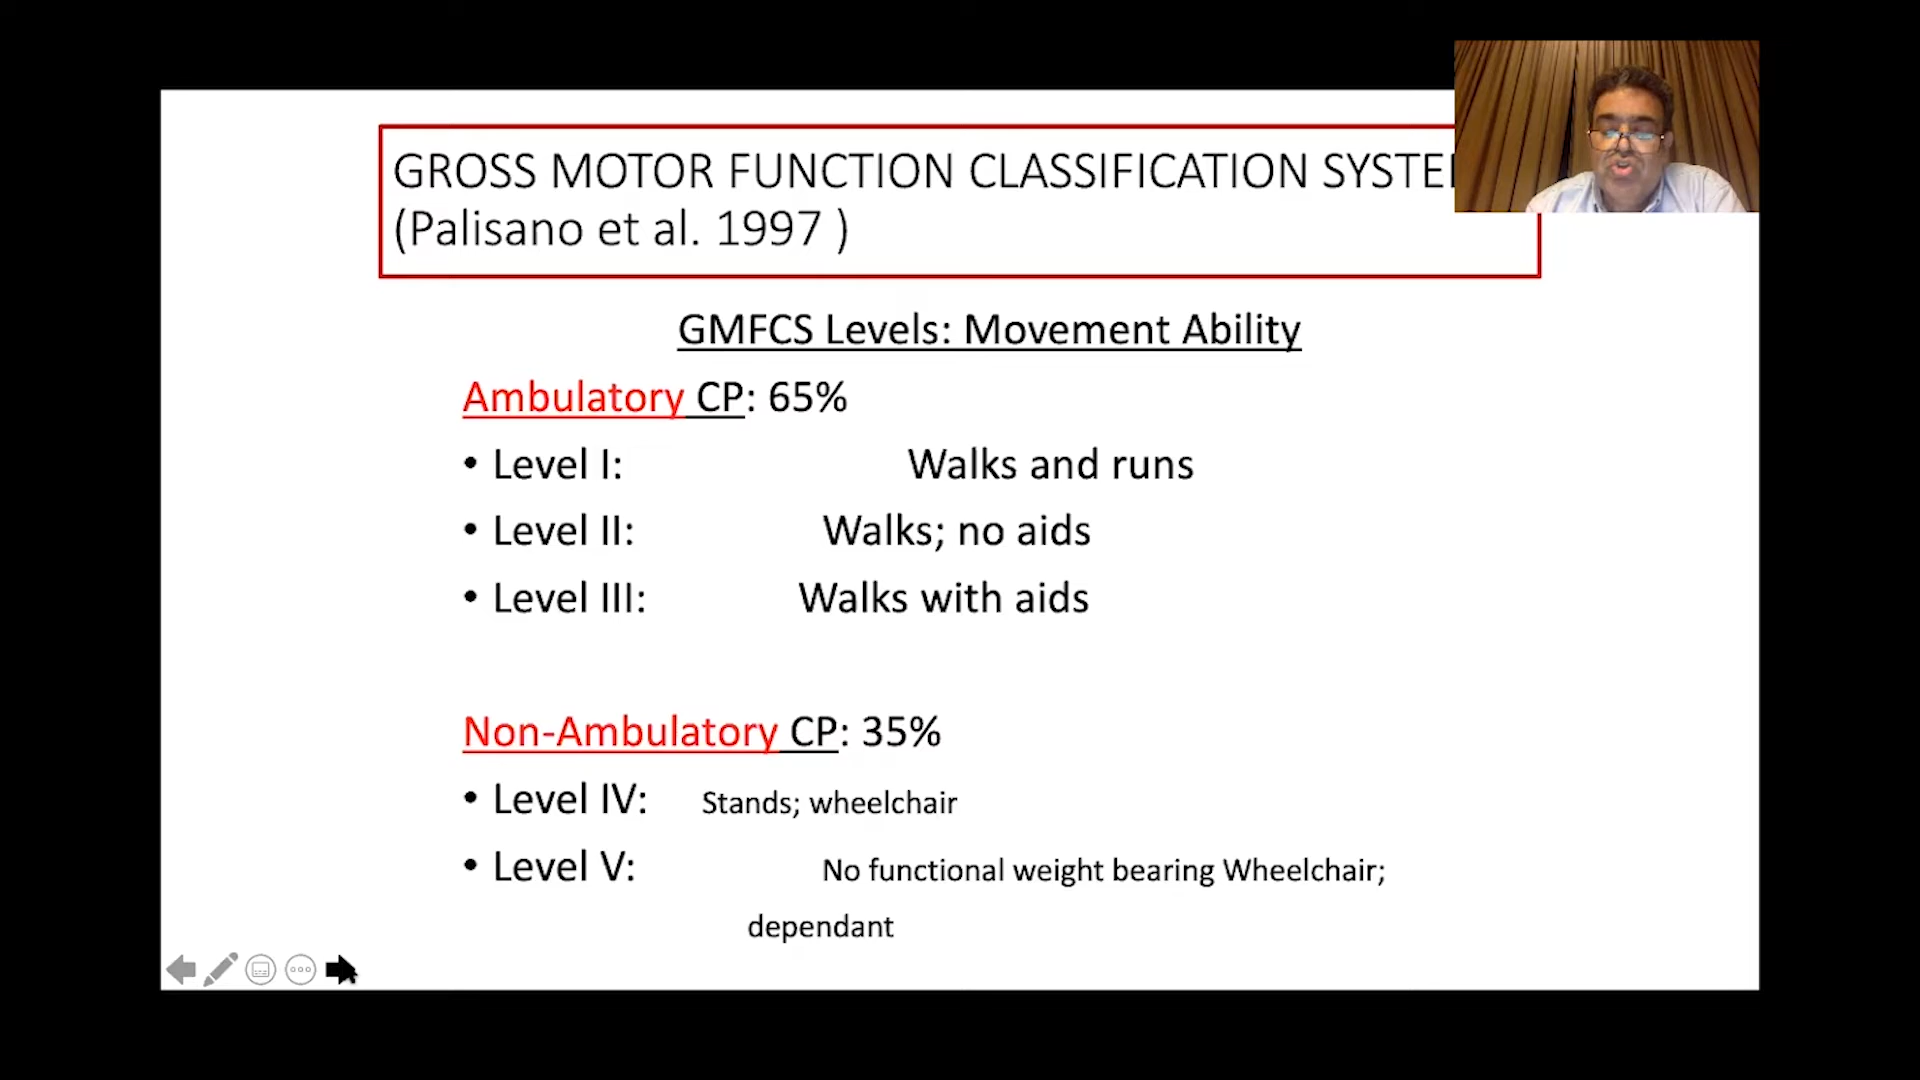 GROSS MOTOR FUNCTION CLASSIFICATION
(Palisano et al. 1997 )
GMFCS Levels: Movement Ability
Ambulatory CP: 65%
• Level I: Walks and runs
• Level II: Walks; no aids
• Level III: Walks with aids
Non-Ambulatory CP: 35%
• Level IV: Stands; wheelchair
• Level V: No functional weight bearing Wheelchair;
dependant